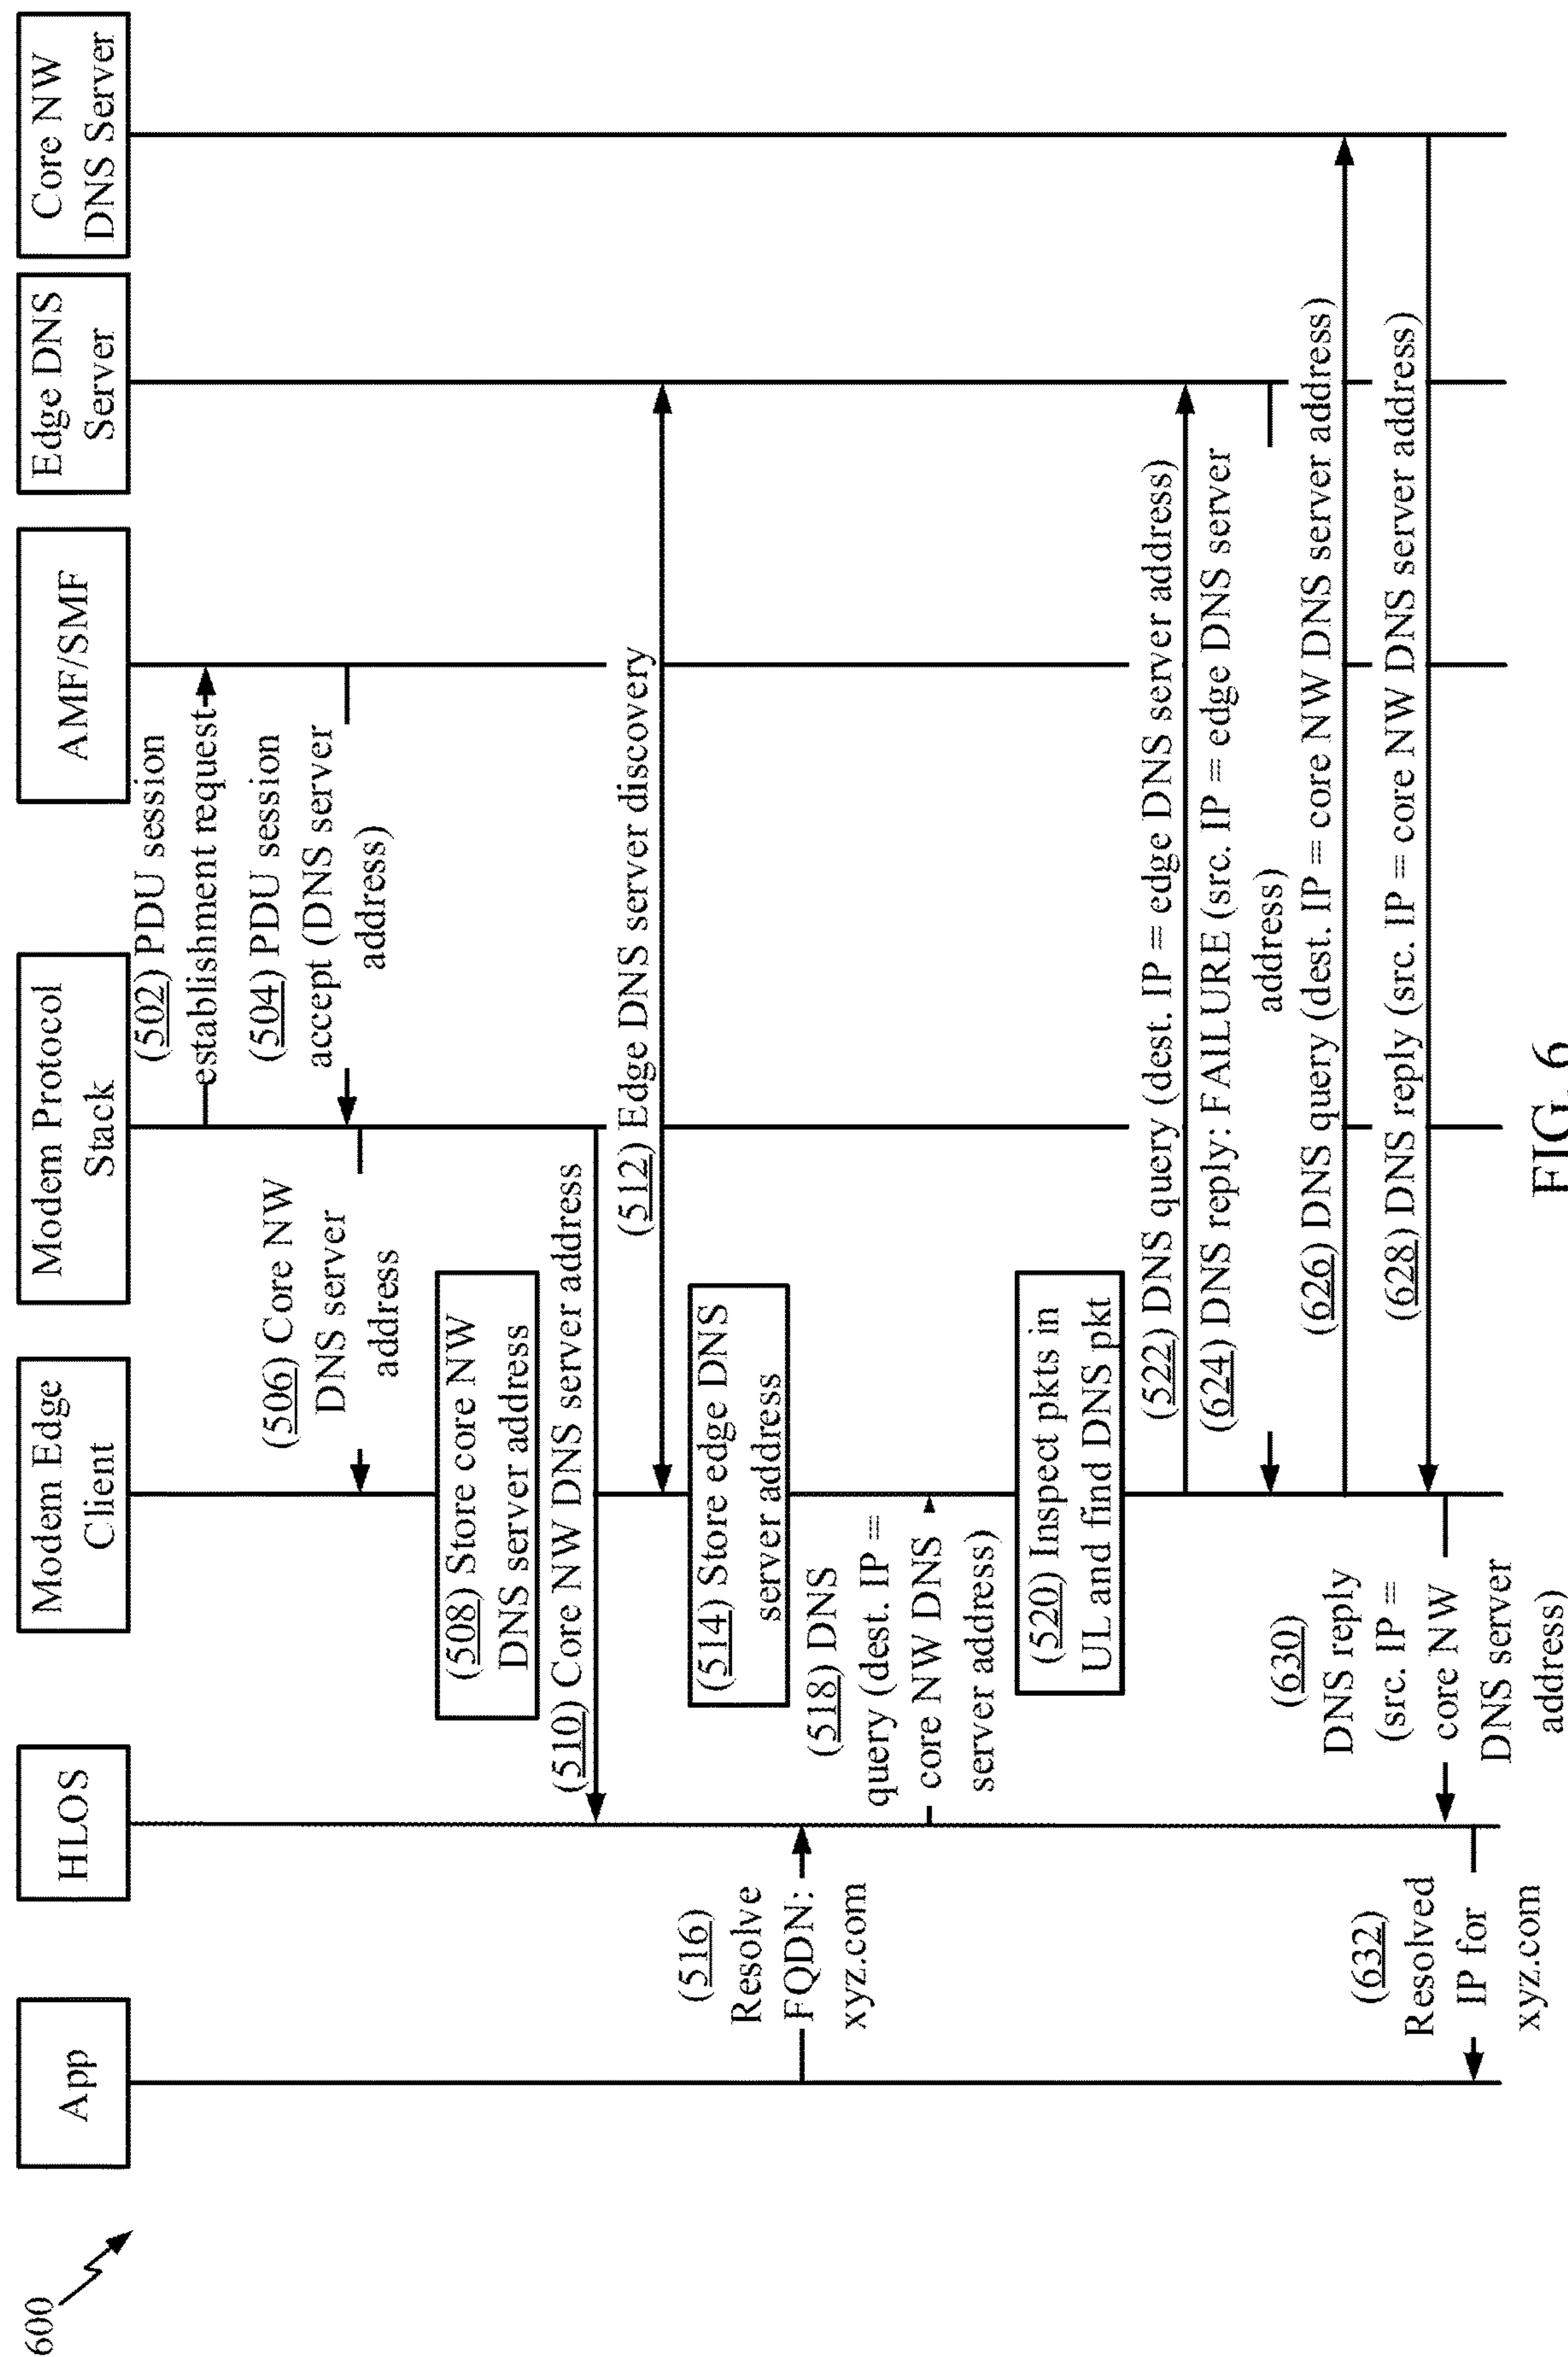 600
App
HLOS
Modem Edge
Client
Modem Protocol
Stack
AMF/SMF
Edge DNS
Server
Core NW
DNS Server
(502) PDU session
establishment request
(504) PDU session
accept (DNS server
address)
(506) Core NW
DNS server
address
(508) Store core NW
DNS server address
(510) Core NW DNS server address
(512) Edge DNS server discovery
(514) Store edge DNS
server address
(516)
Resolve
FQDN:
xyz.com
(518) DNS
query (dest. IP =
core NW DNS
server address)
(520) Inspect pkts in
UL and find DNS pkt
(522) DNS query (dest. IP = edge DNS server address)
(624) DNS reply: FAILURE (src. IP = edge DNS server
address)
(626) DNS query (dest. IP = core NW DNS server address)
(628) DNS reply (src. IP = core NW DNS server address)
(630)
DNS reply
(src. IP =
core NW
DNS server
address)
(632)
Resolved
IP for
xyz.com
FIG. 6